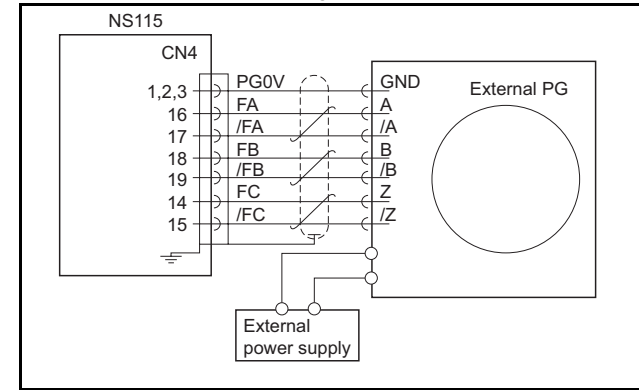 NS115
CN4
1,2,3 PG0V GND External PG
16 FA A
17 /FA /A
18 FB B
19 /FB /B
14 FC Z
15 /FC /Z
External
power supply